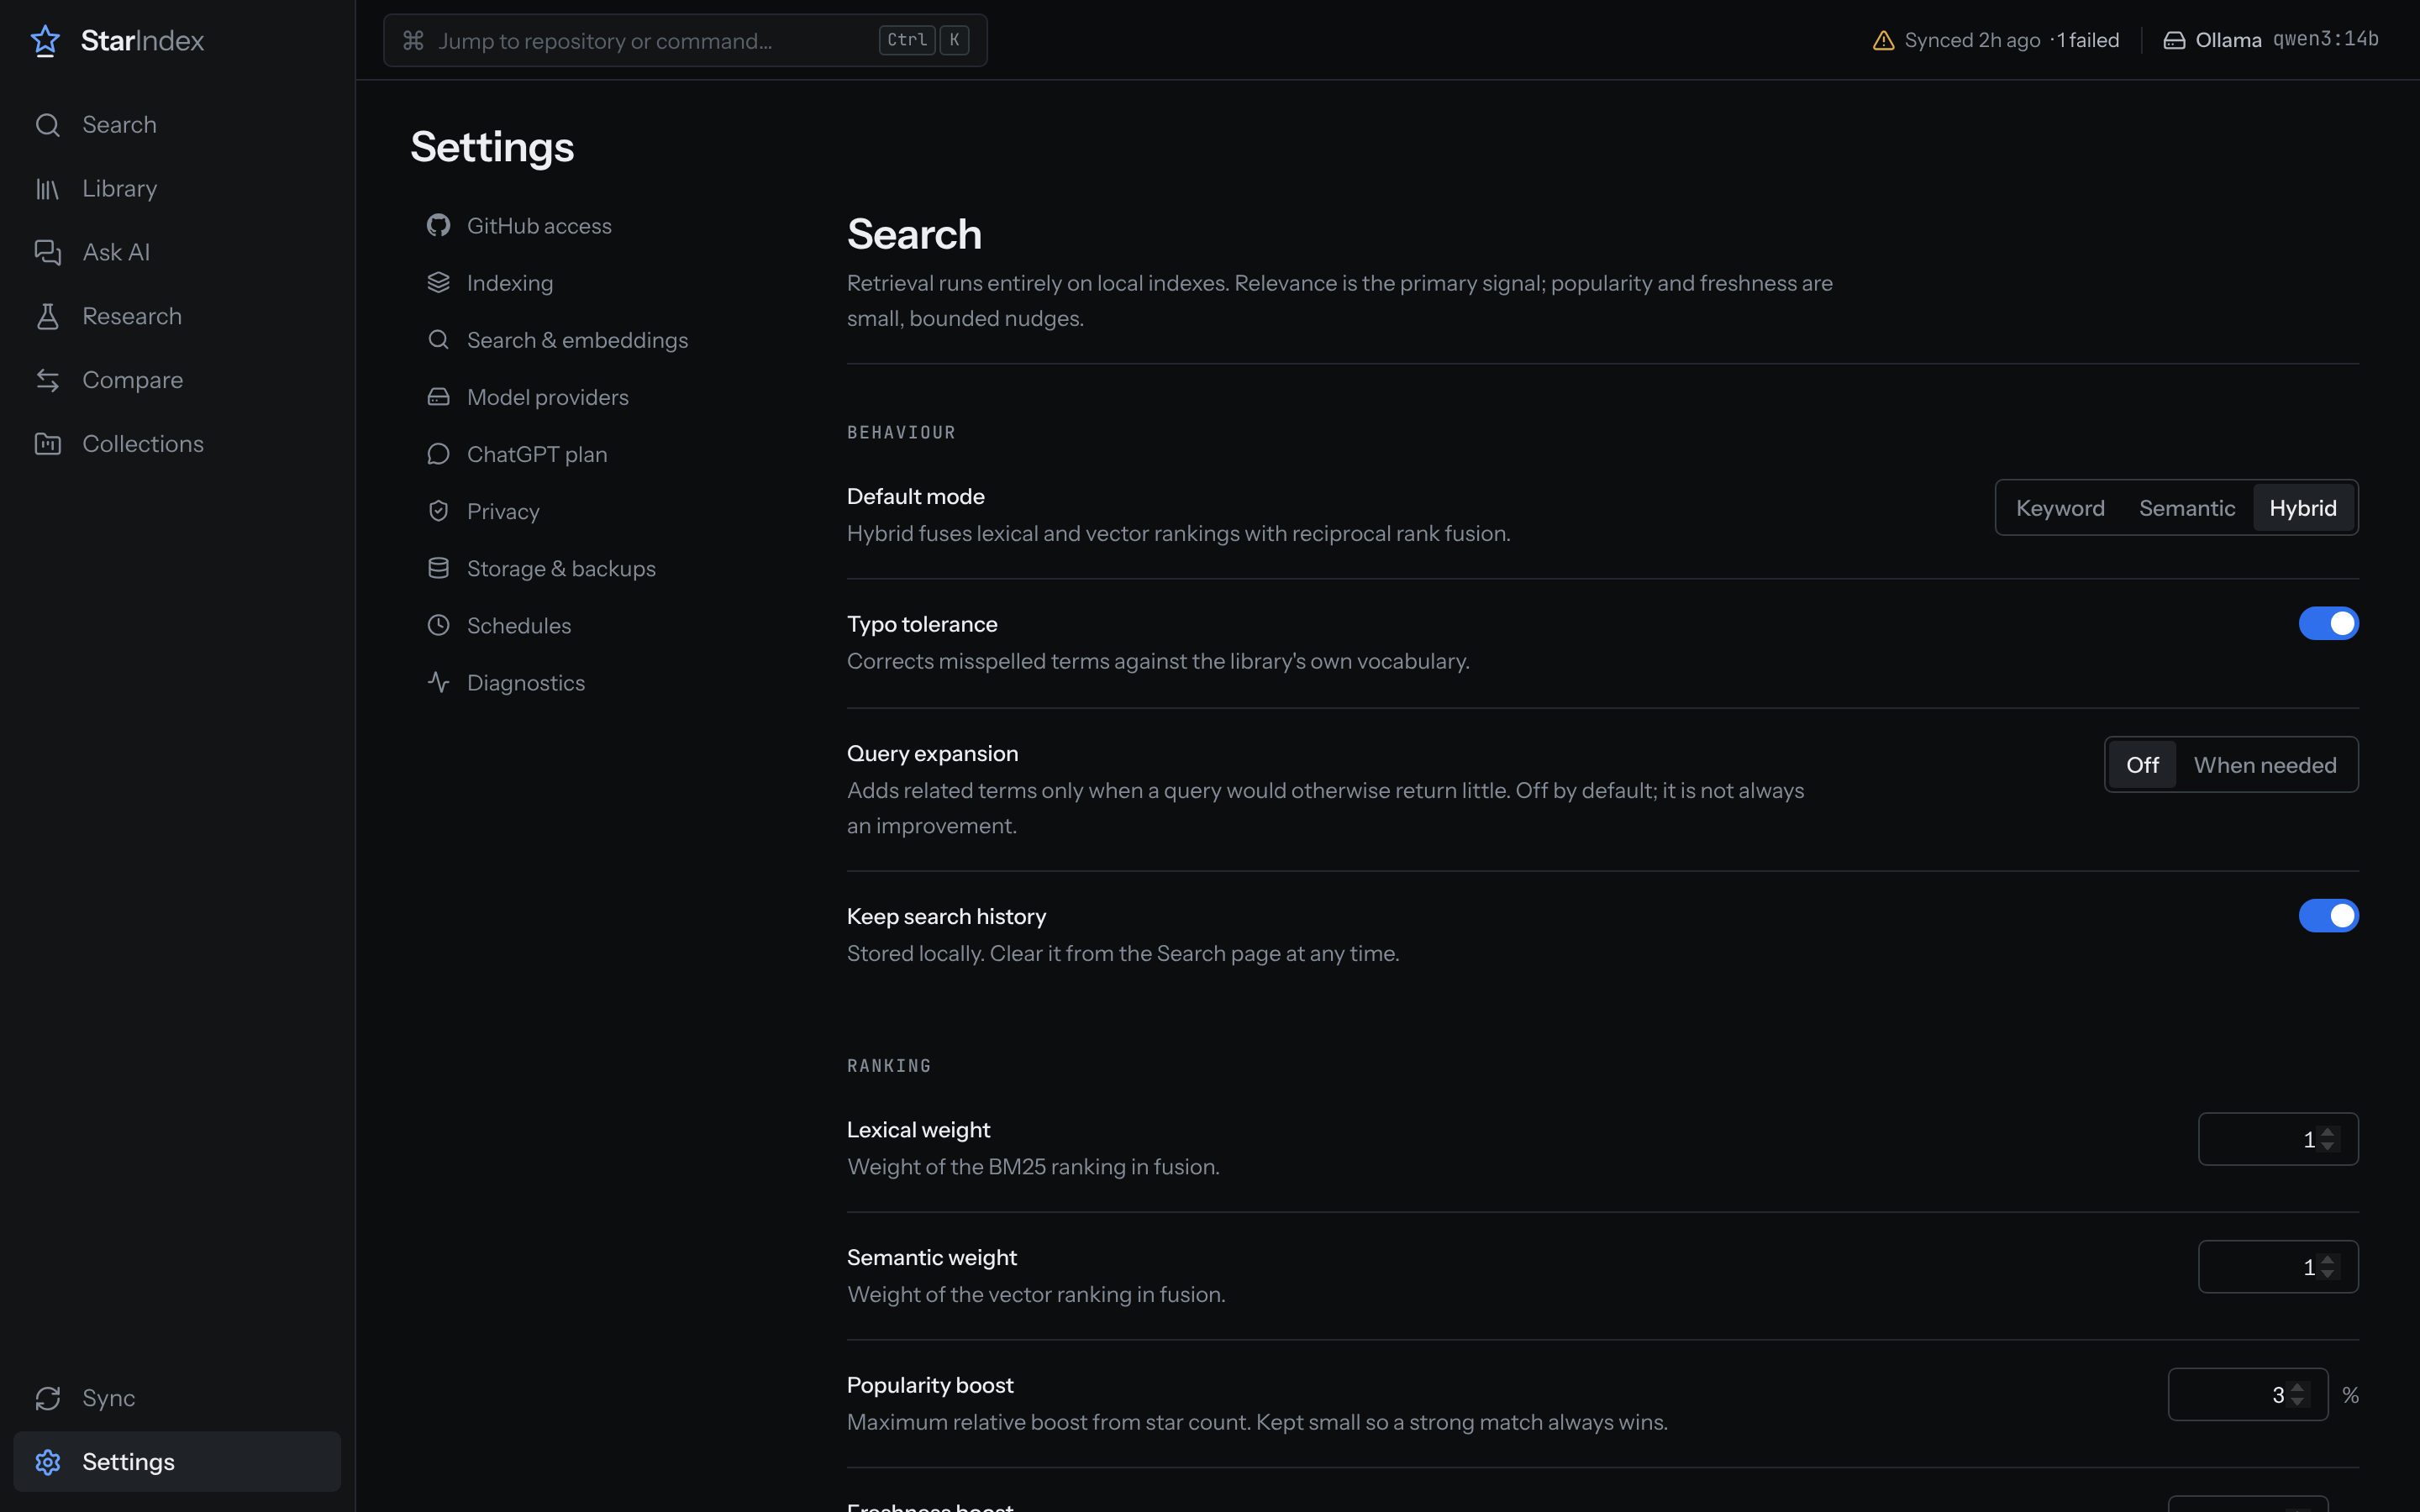 StarIndex
Jump to repository or command...
Ctrl K
Synced 2h ago · 1 failed
Ollama qwen3:14b
Search
Library
Ask AI
Research
Compare
Collections
Sync
Settings
Settings
GitHub access
Indexing
Search & embeddings
Model providers
ChatGPT plan
Privacy
Storage & backups
Schedules
Diagnostics
Search
Retrieval runs entirely on local indexes. Relevance is the primary signal; popularity and freshness are
small, bounded nudges.
BEHAVIOUR
Default mode
Hybrid fuses lexical and vector rankings with reciprocal rank fusion.
Keyword Semantic Hybrid
Typo tolerance
Corrects misspelled terms against the library's own vocabulary.
Query expansion
Adds related terms only when a query would otherwise return little. Off by default; it is not always
an improvement.
Off When needed
Keep search history
Stored locally. Clear it from the Search page at any time.
RANKING
Lexical weight
Weight of the BM25 ranking in fusion.
1
Semantic weight
Weight of the vector ranking in fusion.
1
Popularity boost
Maximum relative boost from star count. Kept small so a strong match always wins.
3 %
Freshness boost